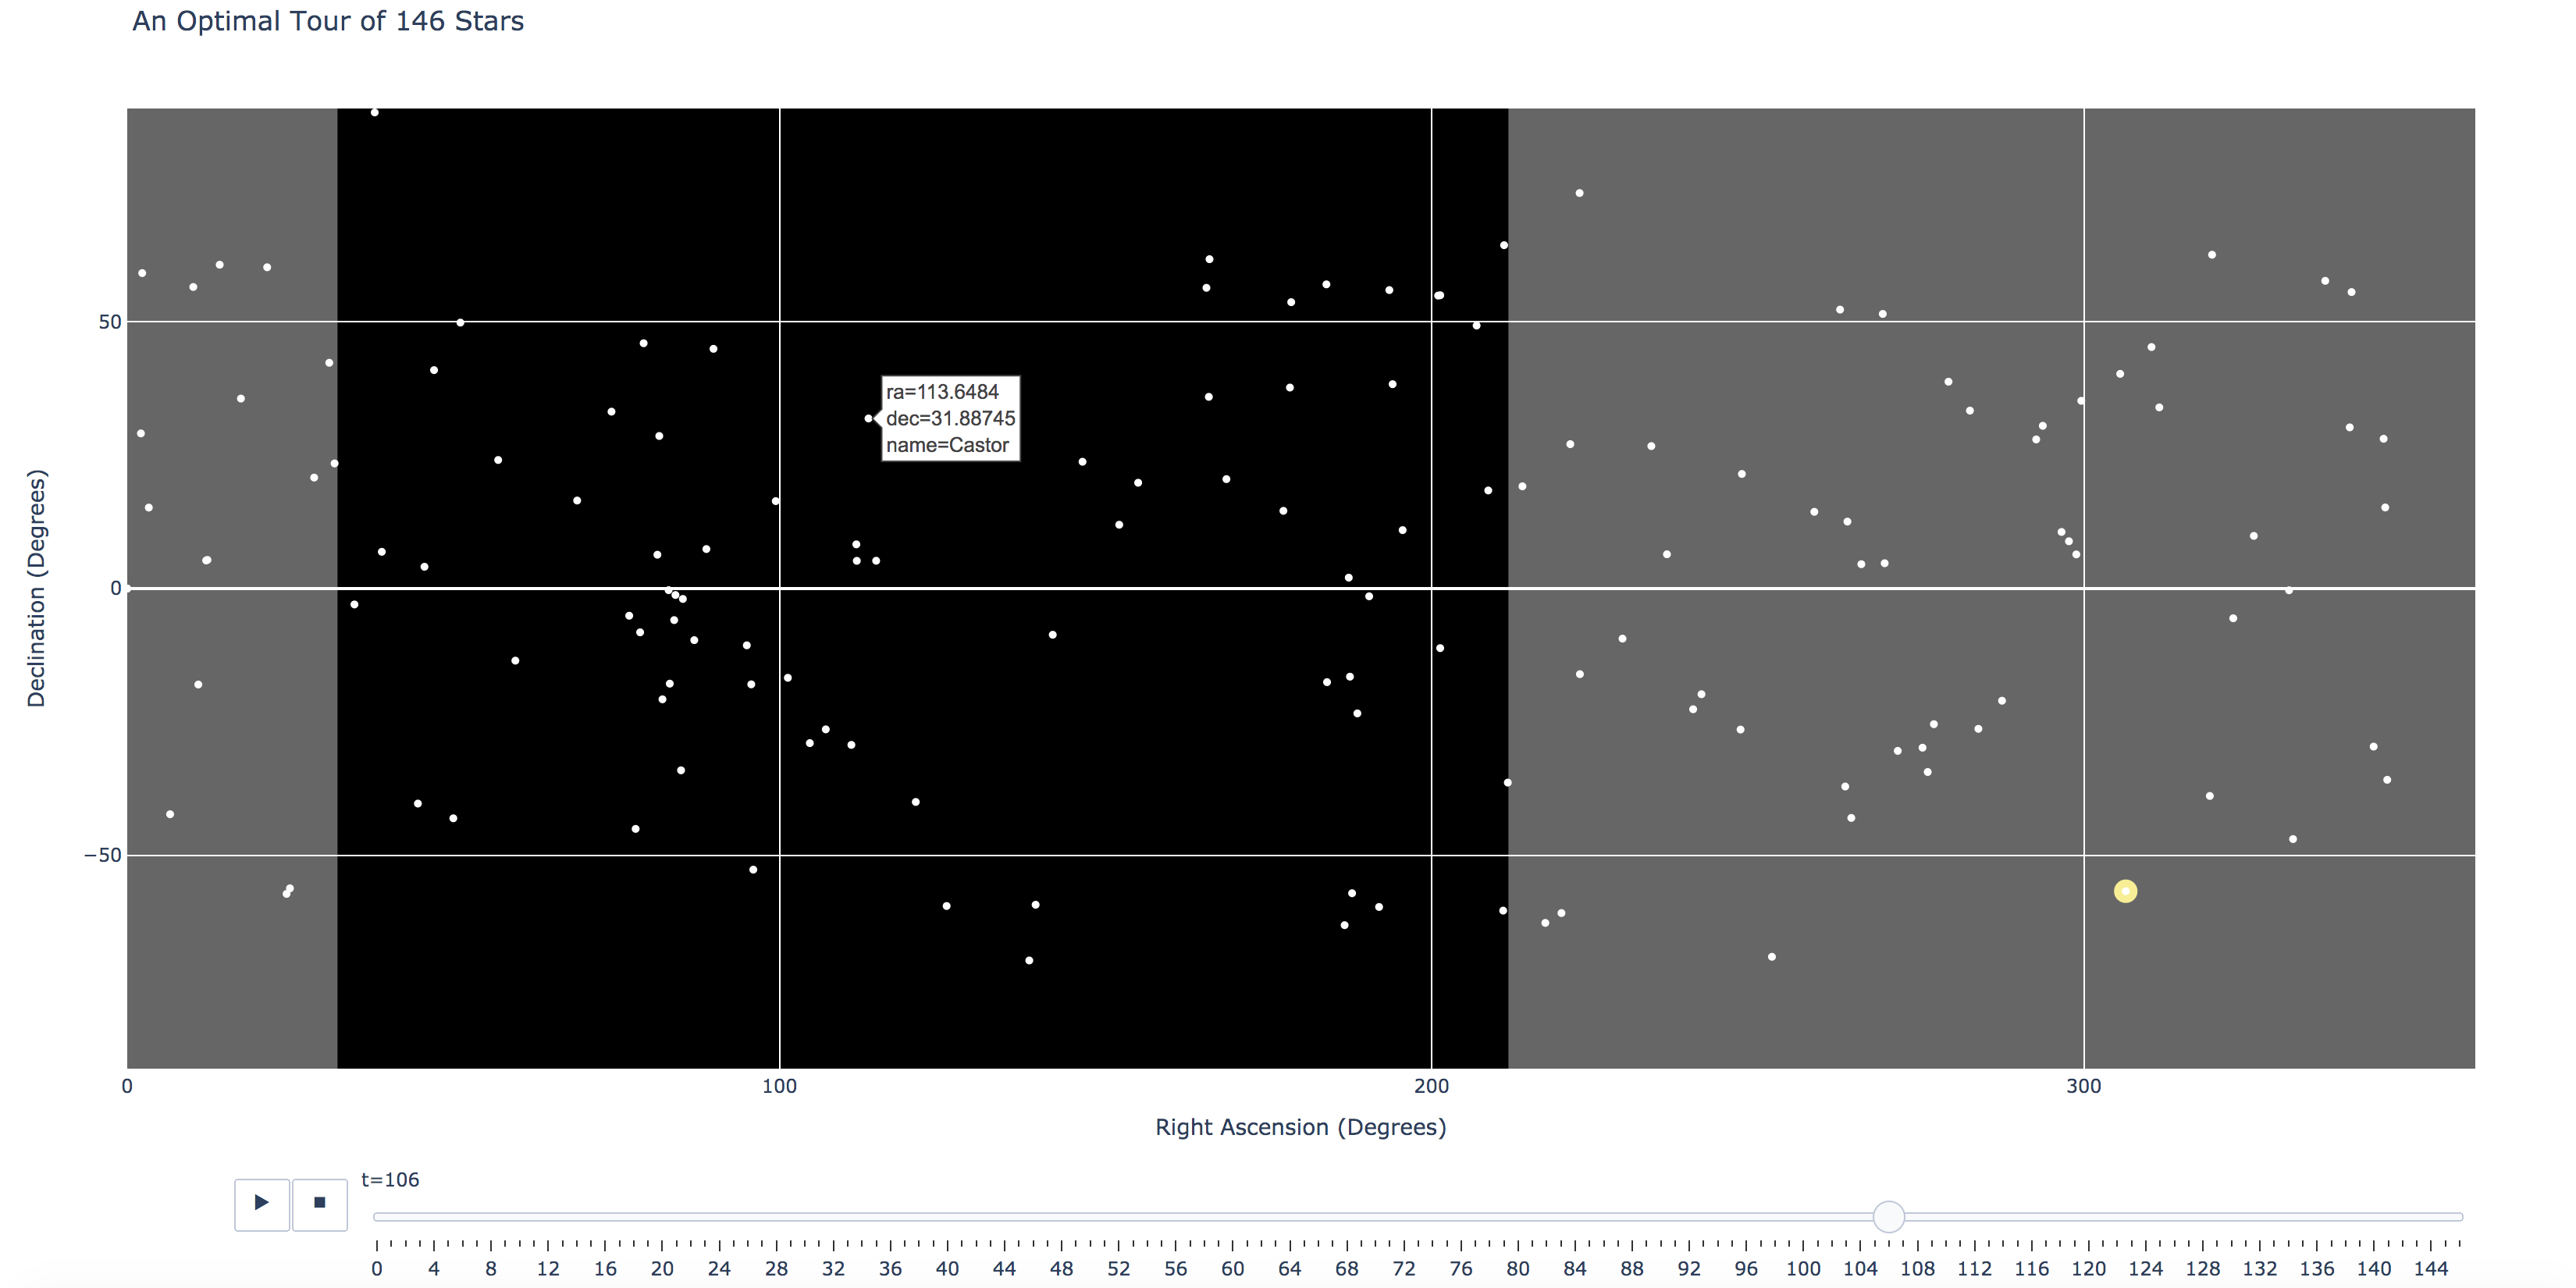 An Optimal Tour of 146 Stars
50
0
−50
Declination (Degrees)
ra=113.6484
dec=31.88745
name=Castor
0 100 200 300
Right Ascension (Degrees)
t=106
0 4 8 12 16 20 24 28 32 36 40 44 48 52 56 60 64 68 72 76 80 84 88 92 96 100 104 108 112 116 120 124 128 132 136 140 144